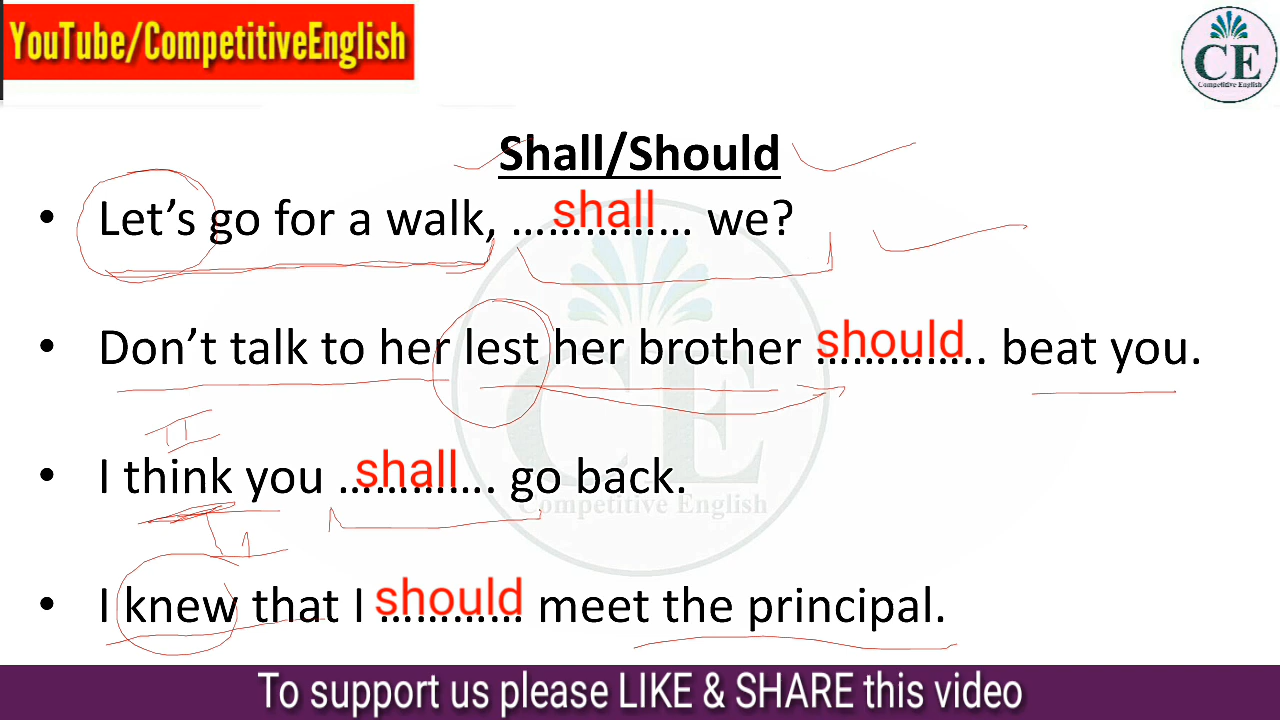 YouTube/CompetitiveEnglish
CE
Competitive English
Shall/Should
• Let's go for a walk, ...shall... we?
• Don't talk to her lest her brother ...should... beat you.
• I think you ...shall... go back.
CE
Competitive English
• I knew that I ...should... meet the principal.
To support us please LIKE & SHARE this video